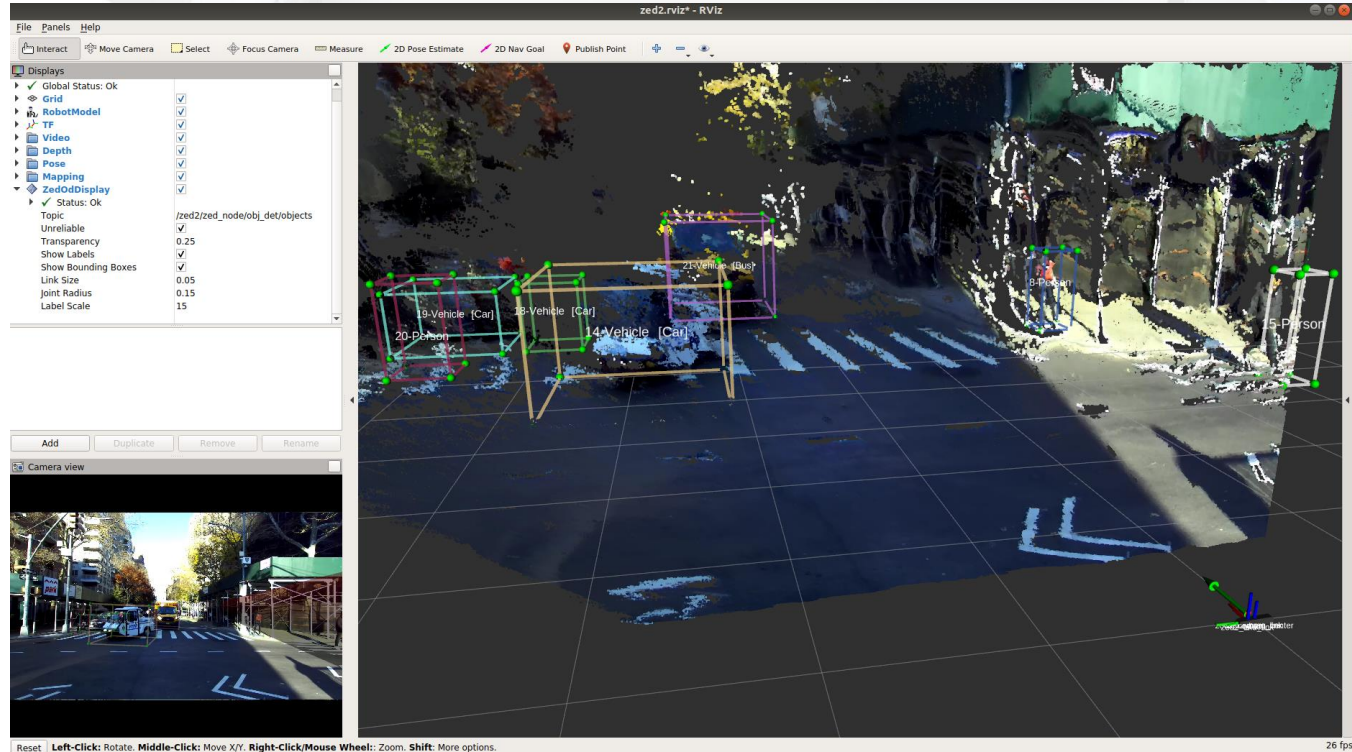 zed2.rviz* - RViz
File Panels Help
Interact Move Camera Select Focus Camera Measure 2D Pose Estimate 2D Nav Goal Publish Point
Displays
Global Status: Ok
Grid
RobotModel
TF
Video
Depth
Pose
Mapping
ZedOdDisplay
Status: Ok
Topic /zed2/zed_node/obj_det/objects
Unreliable
Transparency 0.25
Show Labels
Show Bounding Boxes
Link Size 0.05
Joint Radius 0.15
Label Scale 15
Add Duplicate Remove Rename
Camera view
park
21-Vehicle [Bus]
8-Person
19-Vehicle [Car] 18-Vehicle [Car]
20-Person 14-Vehicle [Car] 15-Person
Reset Left-Click: Rotate. Middle-Click: Move X/Y. Right-Click/Mouse Wheel:: Zoom. Shift: More options. 26 fps